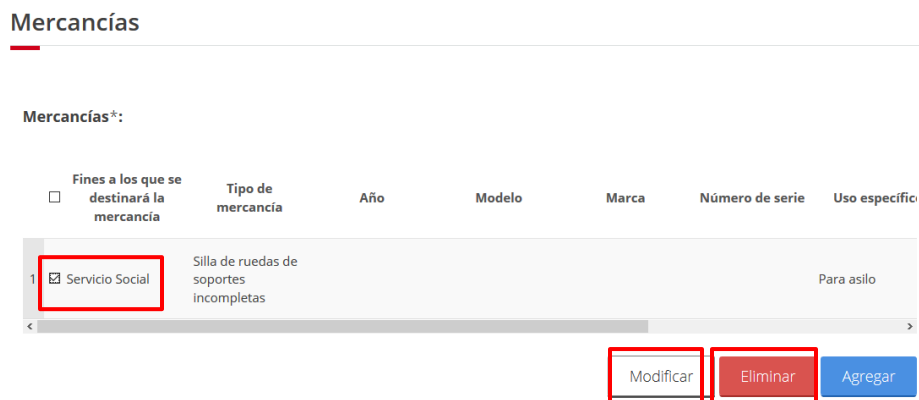 Mercancías
Mercancías*:
Fines a los que se
destinará la
mercancía
Tipo de
mercancía
Año
Modelo
Marca
Número de serie
Uso específico
1
Servicio Social
Silla de ruedas de
soportes
incompletas
Para asilo
Modificar
Eliminar
Agregar